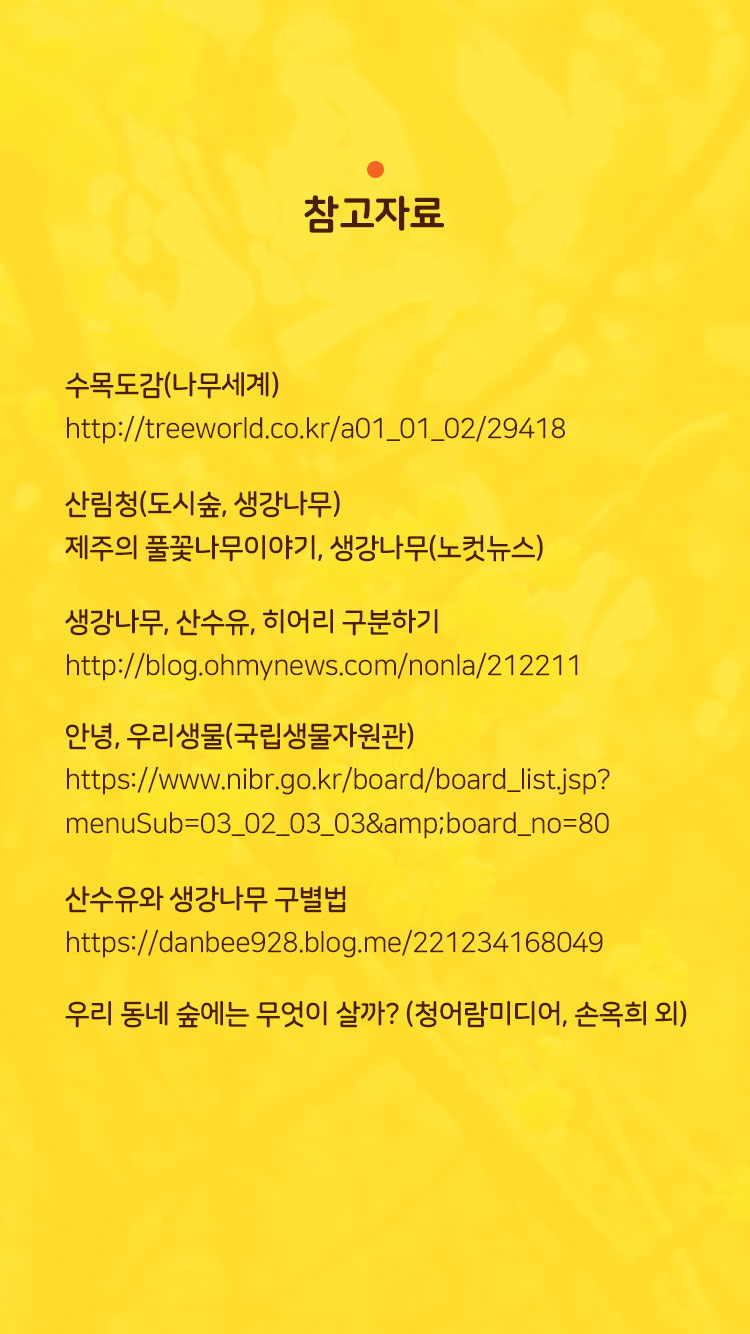 참고자료
수목도감(나무세계)
http://treeworld.co.kr/a01_01_02/29418
산림청(도시숲, 생강나무)
제주의 풀꽃나무이야기, 생강나무(노컷뉴스)
생강나무, 산수유, 히어리 구분하기
http://blog.ohmynews.com/nonla/212211
안녕, 우리생물(국립생물자원관)
https://www.nibr.go.kr/board/board_list.jsp?
menuSub=03_02_03_03&amp;board_no=80
산수유와 생강나무 구별법
https://danbee928.blog.me/221234168049
우리 동네 숲에는 무엇이 살까? (청어람미디어, 손옥희 외)